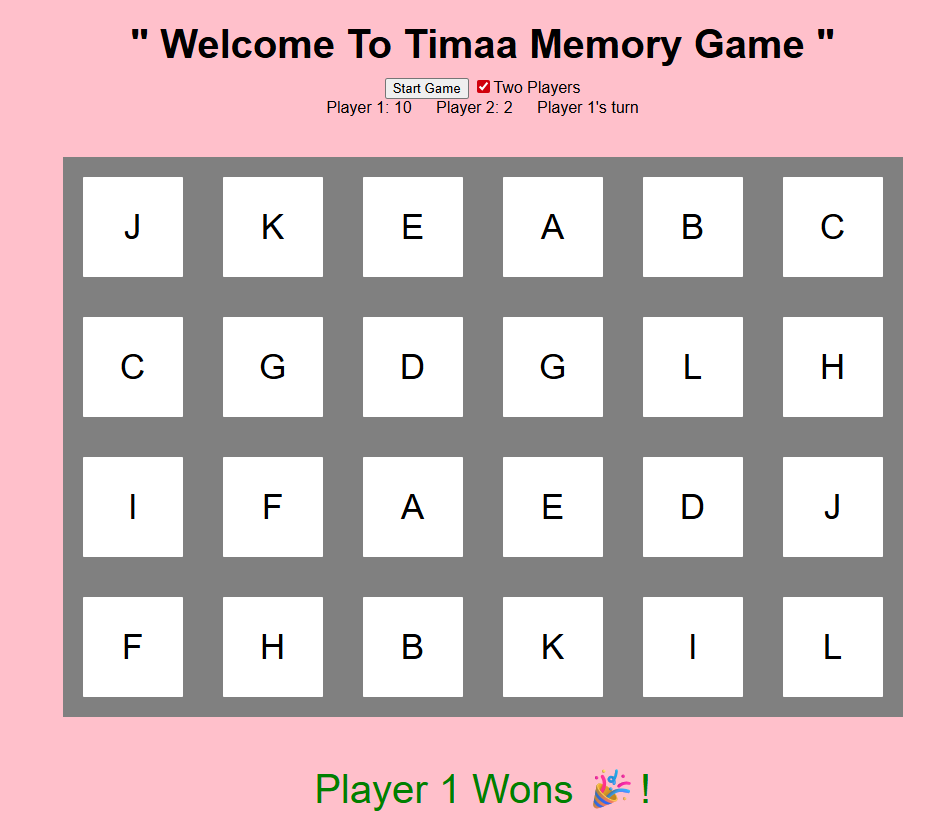 " Welcome To Timaa Memory Game "
Start Game Two Players
Player 1: 10 Player 2: 2 Player 1's turn
J K E A B C
C G D G L H
I F A E D J
F H B K I L
Player 1 Wons 🎉 !